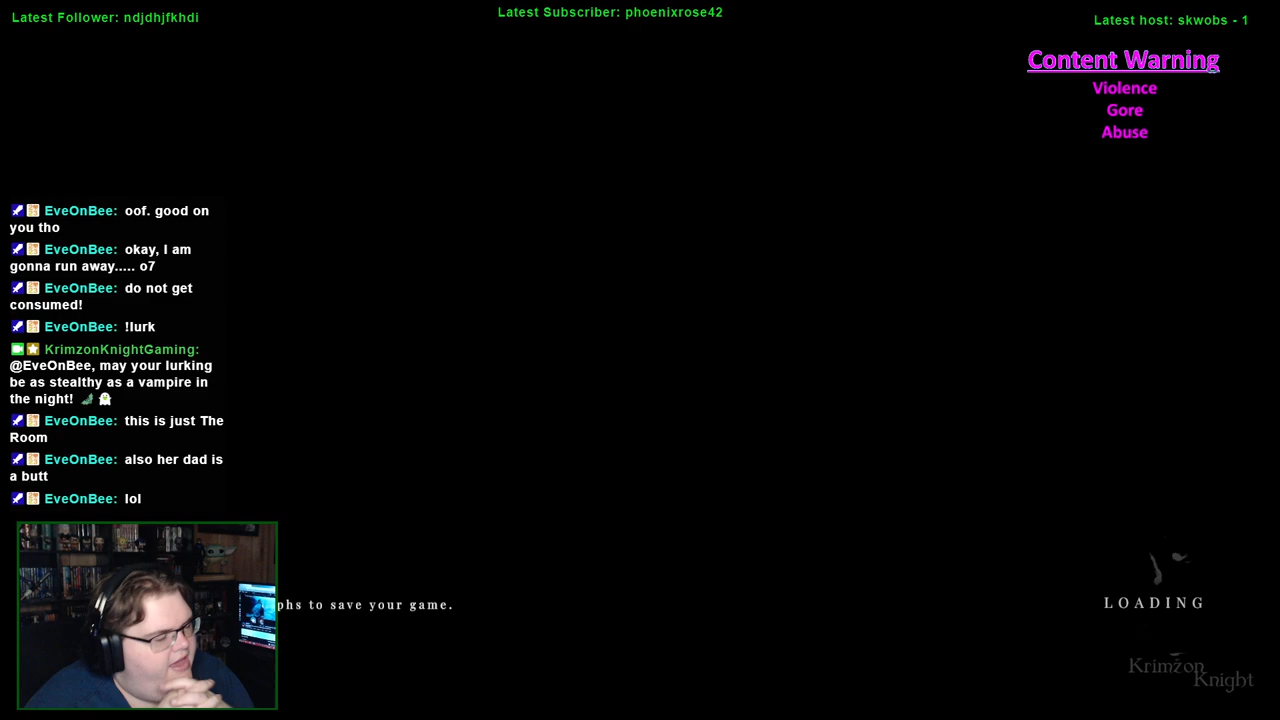 Latest Follower: ndjdhjfkhdi
Latest Subscriber: phoenixrose42
Latest host: skwobs - 1
Content Warning
Violence
Gore
Abuse
EveOnBee: oof. good on
you tho
EveOnBee: okay, I am
gonna run away..... o7
EveOnBee: do not get
consumed!
EveOnBee: !lurk
KrimzonKnightGaming:
@EveOnBee, may your lurking
be as stealthy as a vampire in
the night!
EveOnBee: this is just The
Room
EveOnBee: also her dad is
a butt
EveOnBee: lol
phs to save your game.
LOADING
Krimzon
Knight